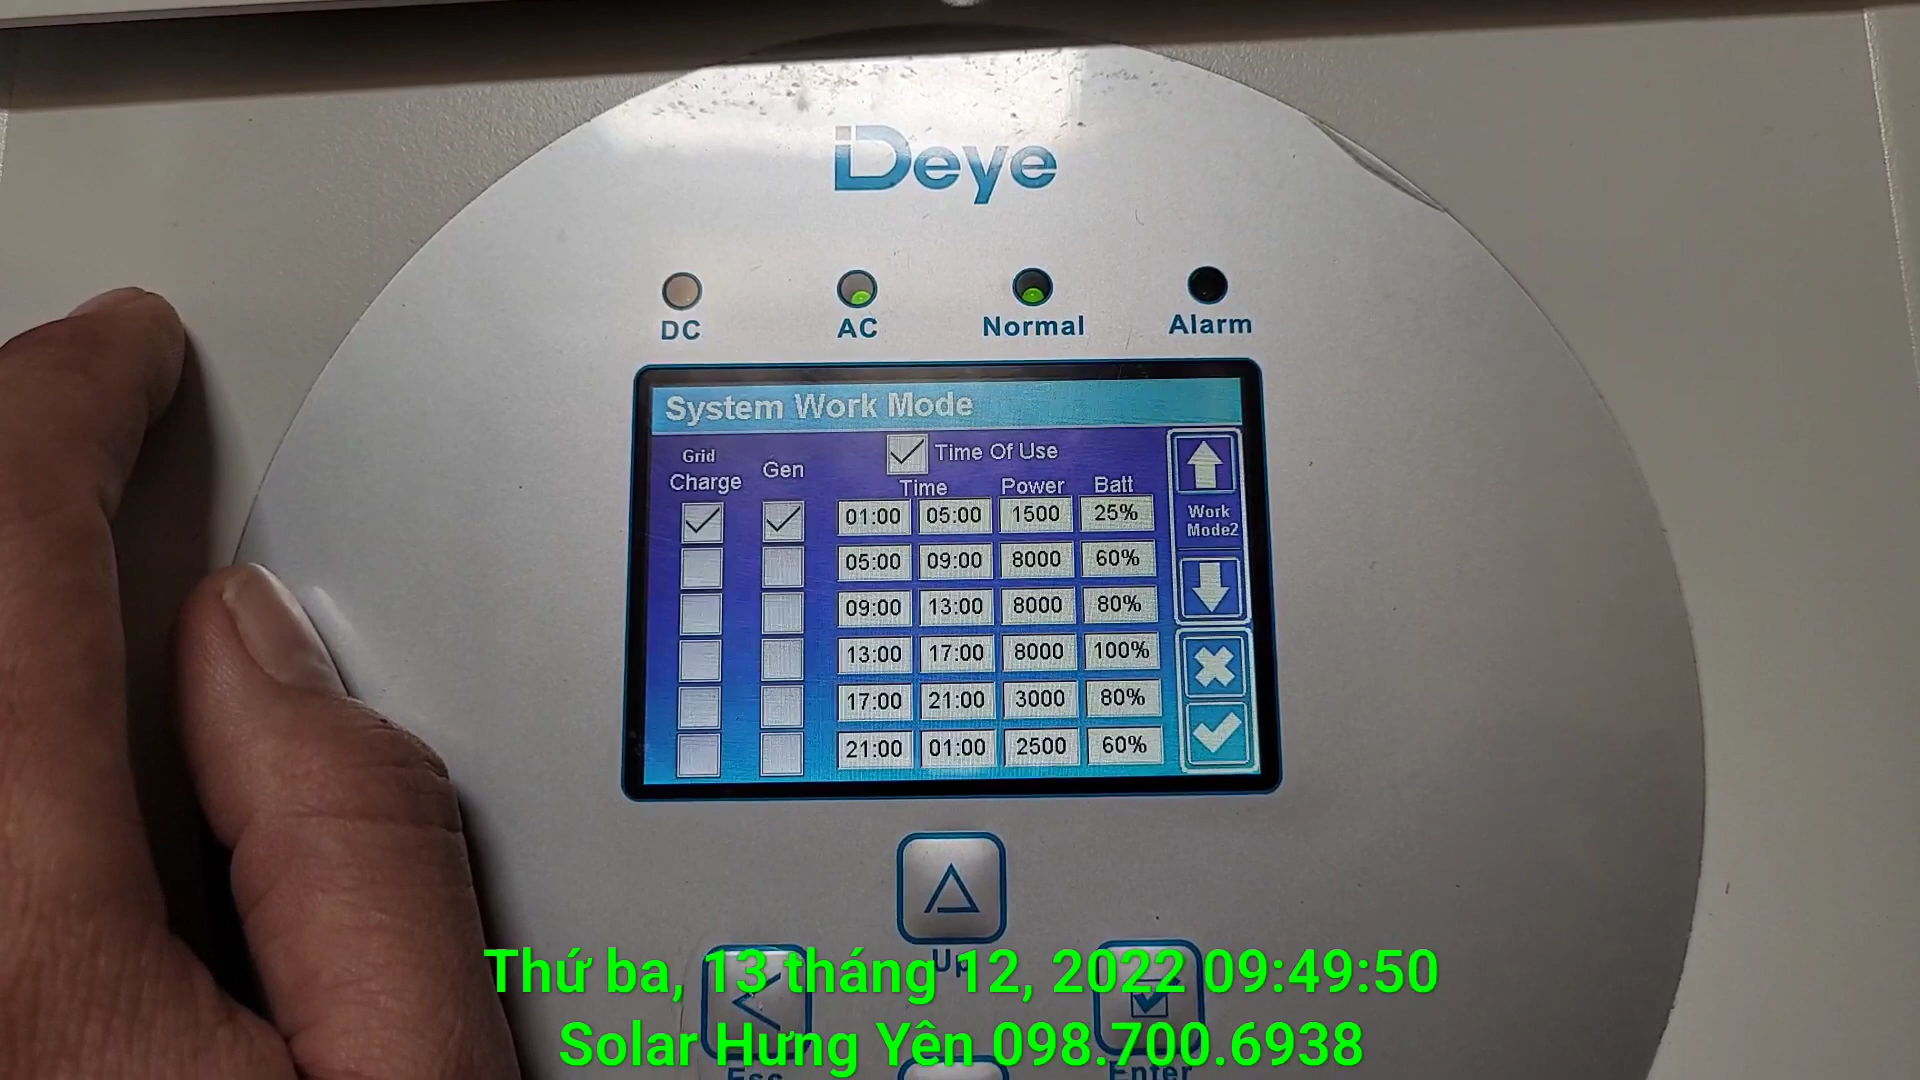 Deye
DC AC Normal Alarm
System Work Mode
Grid Charge Gen Time Of Use
Time Power Batt
01:00 05:00 1500 25%
05:00 09:00 8000 60%
09:00 13:00 8000 80%
13:00 17:00 8000 100%
17:00 21:00 3000 80%
21:00 01:00 2500 60%
Work
Mode2
Up
Thứ ba, 13 tháng 12, 2022 09:49:50
Solar Hưng Yên 098.700.6938
Esc Enter